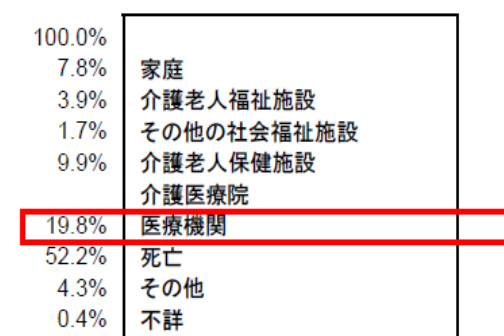 100.0%
7.8% 家庭
3.9% 介護老人福祉施設
1.7% その他の社会福祉施設
9.9% 介護老人保健施設
介護医療院
19.8% 医療機関
52.2% 死亡
4.3% その他
0.4% 不詳